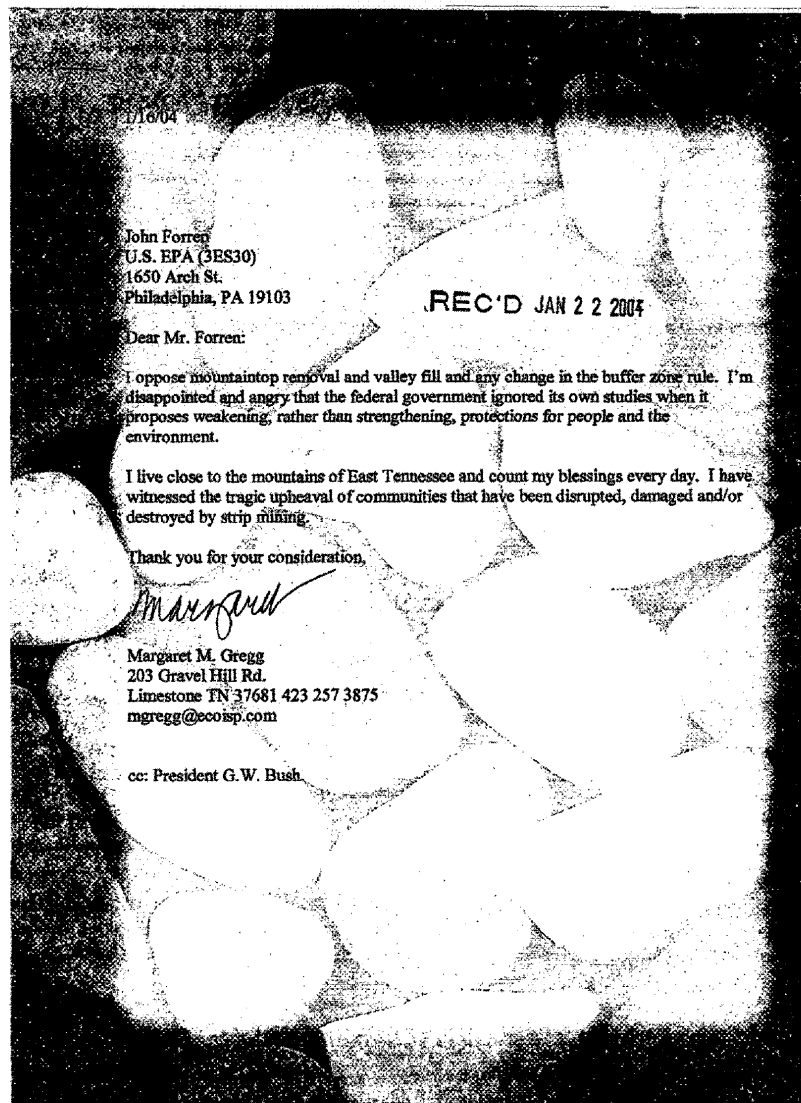 1/16/04
John Forren
U.S. EPA (3ES30)
1650 Arch St.
Philadelphia, PA 19103
REC'D JAN 22 2004
Dear Mr. Forren:
I oppose mountaintop removal and valley fill and any change in the buffer zone rule. I'm
disappointed and angry that the federal government ignored its own studies when it
proposes weakening, rather than strengthening, protections for people and the
environment.
I live close to the mountains of East Tennessee and count my blessings every day. I have
witnessed the tragic upheaval of communities that have been disrupted, damaged and/or
destroyed by strip mining.
Thank you for your consideration,
Margaret
Margaret M. Gregg
203 Gravel Hill Rd.
Limestone TN 37681 423 257 3875
mgregg@ecoisp.com
cc: President G.W. Bush